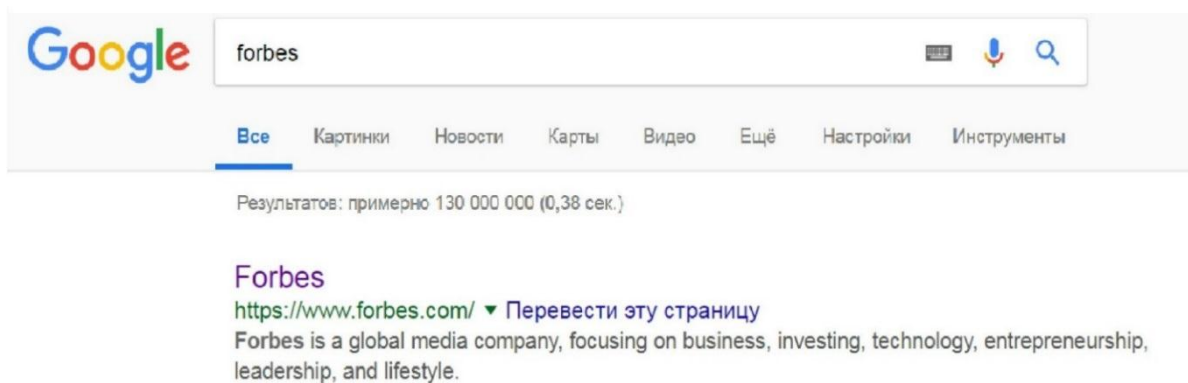 Google forbes
Все Картинки Новости Карты Видео Ещё Настройки Инструменты
Результатов: примерно 130 000 000 (0,38 сек.)
Forbes
https://www.forbes.com/ ▼ Перевести эту страницу
Forbes is a global media company, focusing on business, investing, technology, entrepreneurship,
leadership, and lifestyle.